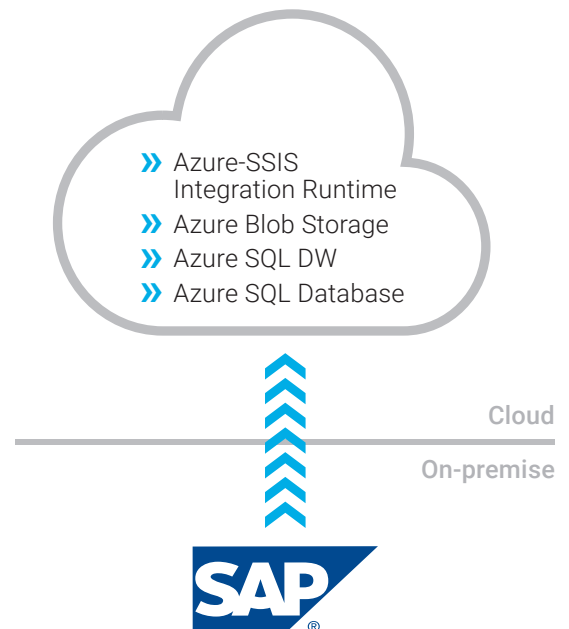 » Azure-SSIS
Integration Runtime
» Azure Blob Storage
» Azure SQL DW
» Azure SQL Database
Cloud
On-premise
SAP
®